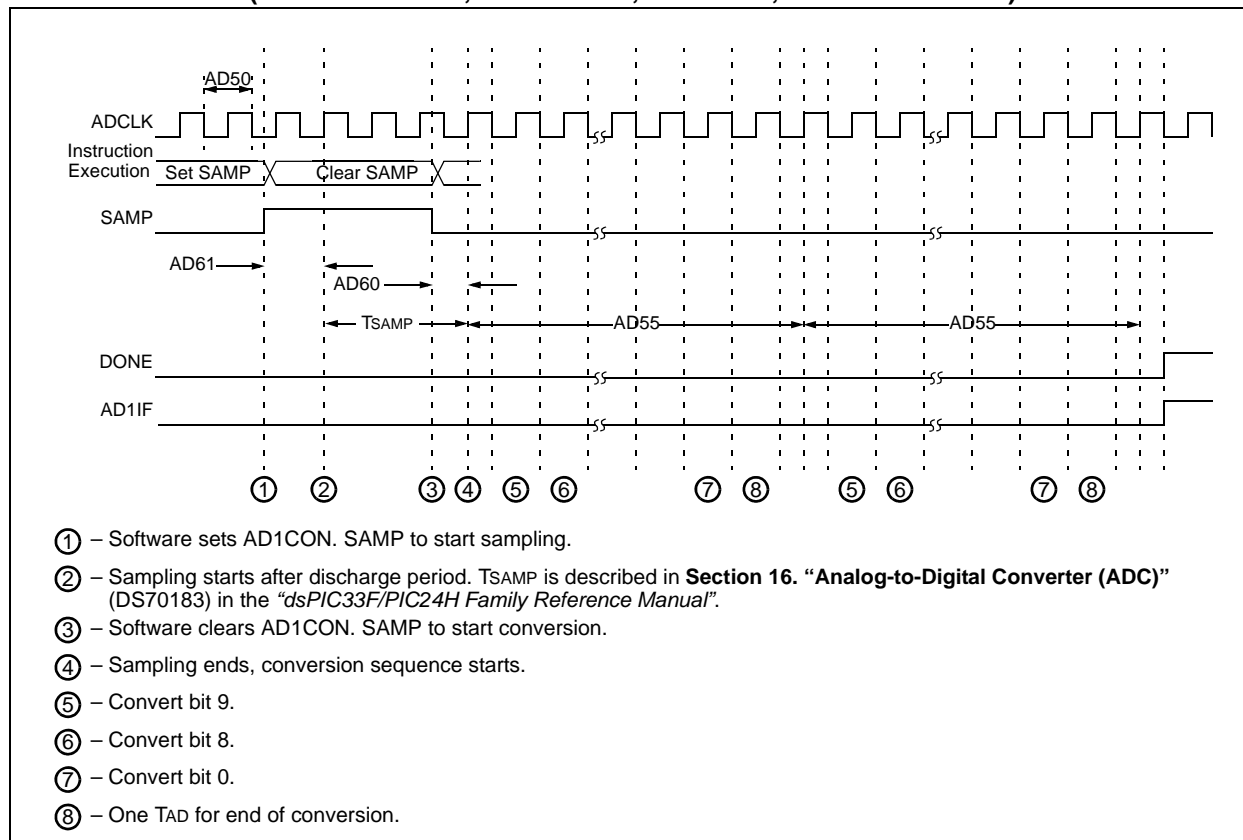 AD50
ADCLK
Instruction
Execution Set SAMP Clear SAMP
SAMP
AD61
AD60
TSAMP AD55 AD55
DONE
AD1IF
1 2 3 4 5 6 7 8 5 6 7 8
1 – Software sets AD1CON. SAMP to start sampling.
2 – Sampling starts after discharge period. TSAMP is described in Section 16. “Analog-to-Digital Converter (ADC)”
(DS70183) in the “dsPIC33F/PIC24H Family Reference Manual”.
3 – Software clears AD1CON. SAMP to start conversion.
4 – Sampling ends, conversion sequence starts.
5 – Convert bit 9.
6 – Convert bit 8.
7 – Convert bit 0.
8 – One TAD for end of conversion.